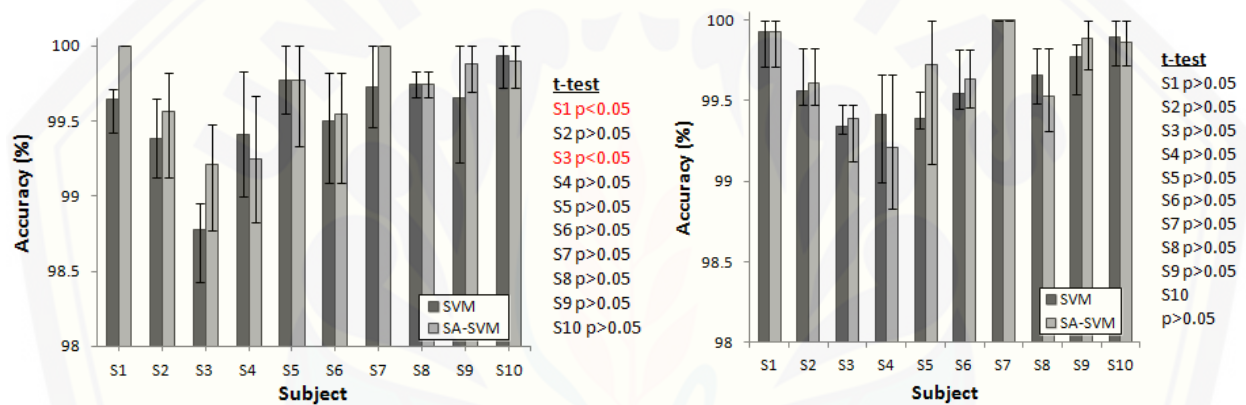 100
99.5
99
98.5
98
Accuracy (%)
S1 S2 S3 S4 S5 S6 S7 S8 S9 S10
Subject
SVM
SA-SVM
t-test
S1 p<0.05
S2 p>0.05
S3 p<0.05
S4 p>0.05
S5 p>0.05
S6 p>0.05
S7 p>0.05
S8 p>0.05
S9 p>0.05
S10 p>0.05
100
99.5
99
98.5
98
Accuracy (%)
S1 S2 S3 S4 S5 S6 S7 S8 S9 S10
Subject
SVM
SA-SVM
t-test
S1 p>0.05
S2 p>0.05
S3 p>0.05
S4 p>0.05
S5 p>0.05
S6 p>0.05
S7 p>0.05
S8 p>0.05
S9 p>0.05
S10
p>0.05